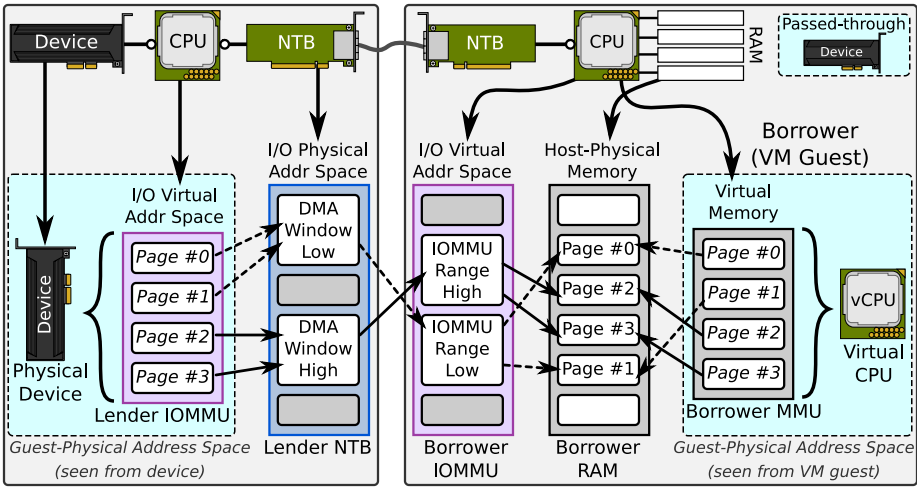 Device
CPU
NTB
NTB
CPU
RAM
Passed-through
Device
I/O Virtual
Addr Space
I/O Physical
Addr Space
I/O Virtual
Addr Space
Host-Physical
Memory
Borrower
(VM Guest)
Virtual
Memory
Device
Physical
Device
Page #0
Page #1
Page #2
Page #3
Lender IOMMU
Guest-Physical Address Space
(seen from device)
DMA
Window
Low
DMA
Window
High
Lender NTB
IOMMU
Range
High
IOMMU
Range
Low
Borrower
IOMMU
Page #0
Page #2
Page #3
Page #1
Borrower
RAM
Page #0
Page #1
Page #2
Page #3
Borrower MMU
vCPU
Virtual
CPU
Guest-Physical Address Space
(seen from VM guest)